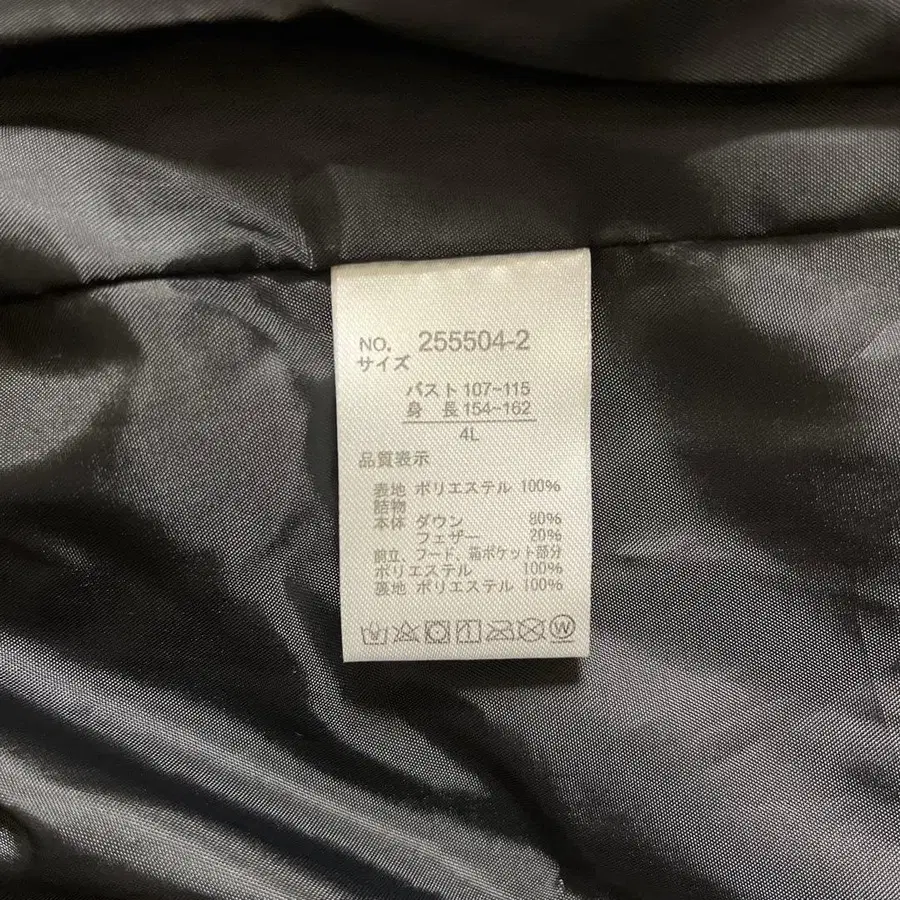 NO. 255504-2
サイズ
バスト 107~115
身 長 154~162
4L
品質表示
表地 ポリエステル 100%
詰物
本体 ダウン 80%
フェザー 20%
前立、フード、箱ポケット部分
ポリエステル 100%
裏地 ポリエステル 100%
W